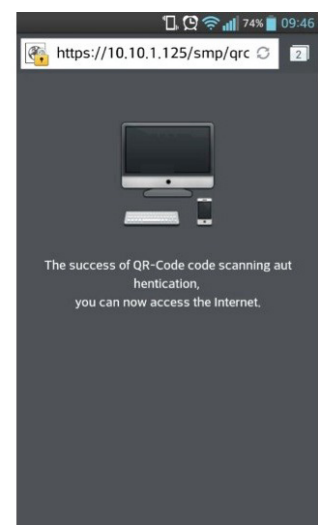 74% 09:46
https://10.10.1.125/smp/qrc 2
The success of QR-Code code scanning aut
hentication,
you can now access the Internet.